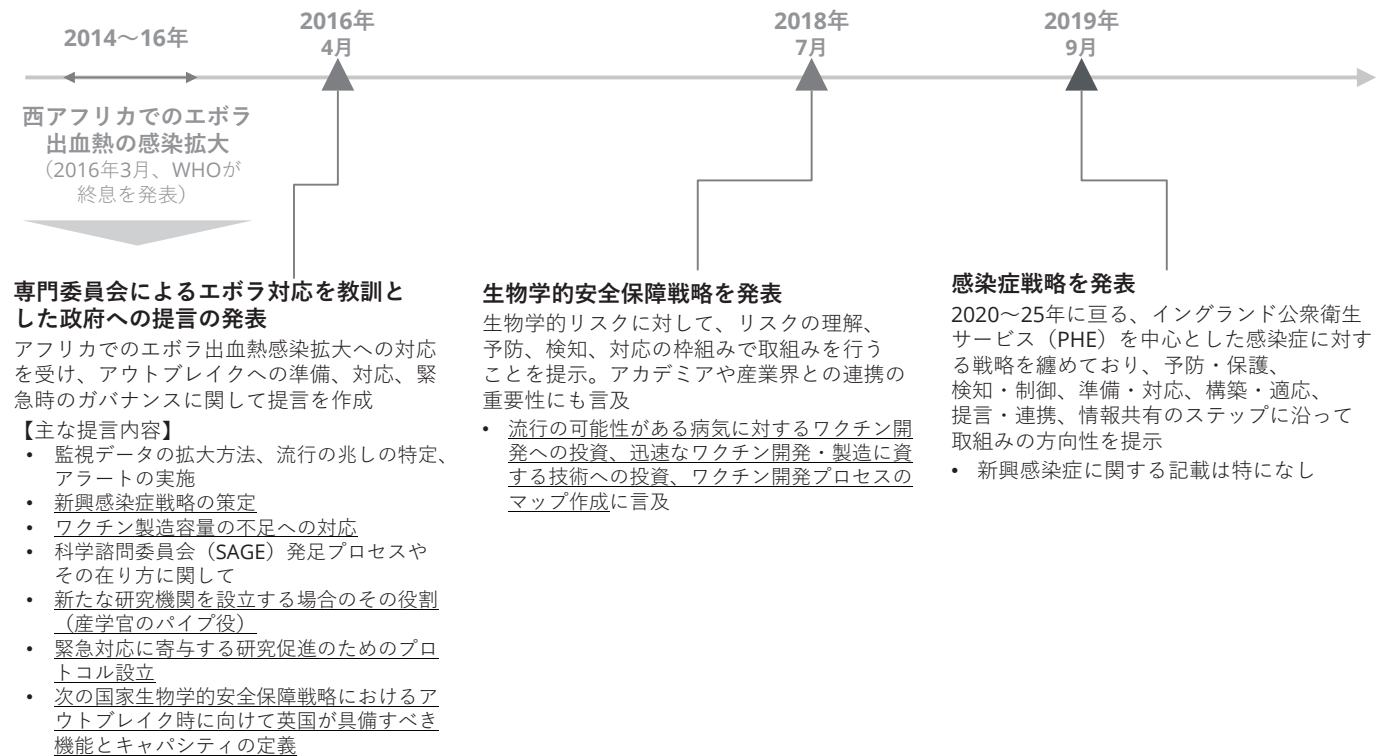 2014～16年
2016年
4月
2018年
7月
2019年
9月
西アフリカでのエボラ
出血熱の感染拡大
（2016年3月、WHOが
終息を発表）
専門委員会によるエボラ対応を教訓と
した政府への提言の発表
アフリカでのエボラ出血熱感染拡大への対応
を受け、アウトブレイクへの準備、対応、緊
急時のガバナンスに関して提言を作成
【主な提言内容】
• 監視データの拡大方法、流行の兆しの特定、
アラートの実施
• 新興感染症戦略の策定
• ワクチン製造容量の不足への対応
• 科学諮問委員会（SAGE）発足プロセスや
その在り方に関して
• 新たな研究機関を設立する場合のその役割
（産学官のパイプ役）
• 緊急対応に寄与する研究促進のためのプロ
トコル設立
• 次の国家生物学的安全保障戦略におけるア
ウトブレイク時に向けて英国が具備すべき
機能とキャパシティの定義
生物学的安全保障戦略を発表
生物学的リスクに対して、リスクの理解、
予防、検知、対応の枠組みで取組みを行う
ことを提示。アカデミアや産業界との連携の
重要性にも言及
• 流行の可能性がある病気に対するワクチン開
発への投資、迅速なワクチン開発・製造に資
する技術への投資、ワクチン開発プロセスの
マップ作成に言及
感染症戦略を発表
2020～25年に亘る、イングランド公衆衛生
サービス（PHE）を中心とした感染症に対す
る戦略を纏めており、予防・保護、
検知・制御、準備・対応、構築・適応、
提言・連携、情報共有のステップに沿って
取組みの方向性を提示
• 新興感染症に関する記載は特になし